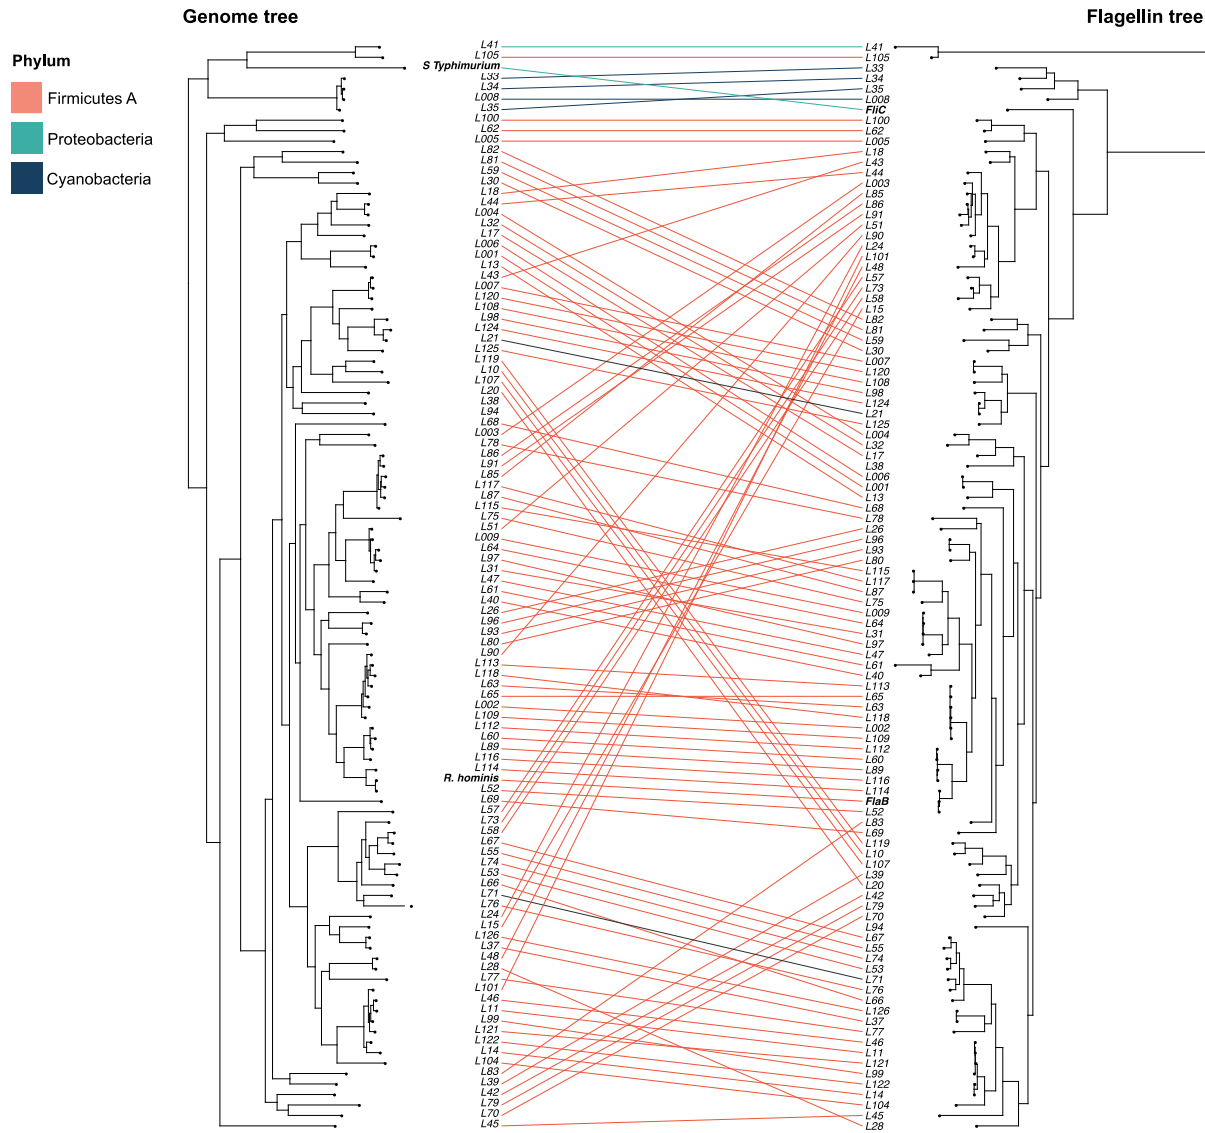 Genome tree
Flagellin tree
Phylum
Firmicutes A
Proteobacteria
Cyanobacteria
L41
L105
S Typhimurium
L33
L34
L008
L35
L100
L62
L005
L82
L81
L59
L30
L18
L44
L004
L32
L17
L006
L001
L13
L43
L007
L120
L108
L98
L124
L21
L125
L119
L10
L107
L20
L38
L94
L68
L003
L78
L86
L91
L85
L117
L87
L115
L75
L51
L009
L64
L97
L31
L47
L61
L40
L26
L96
L93
L80
L90
L113
L118
L63
L65
L002
L109
L112
L60
L89
L116
L114
R. hominis
L52
L69
L57
L73
L58
L67
L55
L74
L53
L66
L71
L76
L24
L15
L126
L37
L48
L28
L77
L101
L46
L11
L99
L121
L122
L14
L104
L83
L39
L42
L79
L70
L45
L41
L105
L33
L34
L35
L008
FliC
L100
L62
L005
L18
L43
L44
L003
L85
L86
L91
L51
L90
L24
L101
L48
L57
L73
L58
L15
L82
L81
L59
L30
L007
L120
L108
L98
L124
L21
L125
L004
L32
L17
L38
L006
L001
L13
L68
L78
L26
L96
L93
L80
L115
L117
L87
L75
L009
L64
L31
L97
L47
L61
L40
L113
L65
L63
L118
L002
L109
L112
L60
L89
L116
L114
FlaB
L52
L83
L69
L119
L10
L107
L39
L20
L42
L79
L70
L94
L67
L55
L74
L53
L71
L76
L66
L126
L37
L77
L46
L11
L121
L99
L122
L14
L104
L45
L28